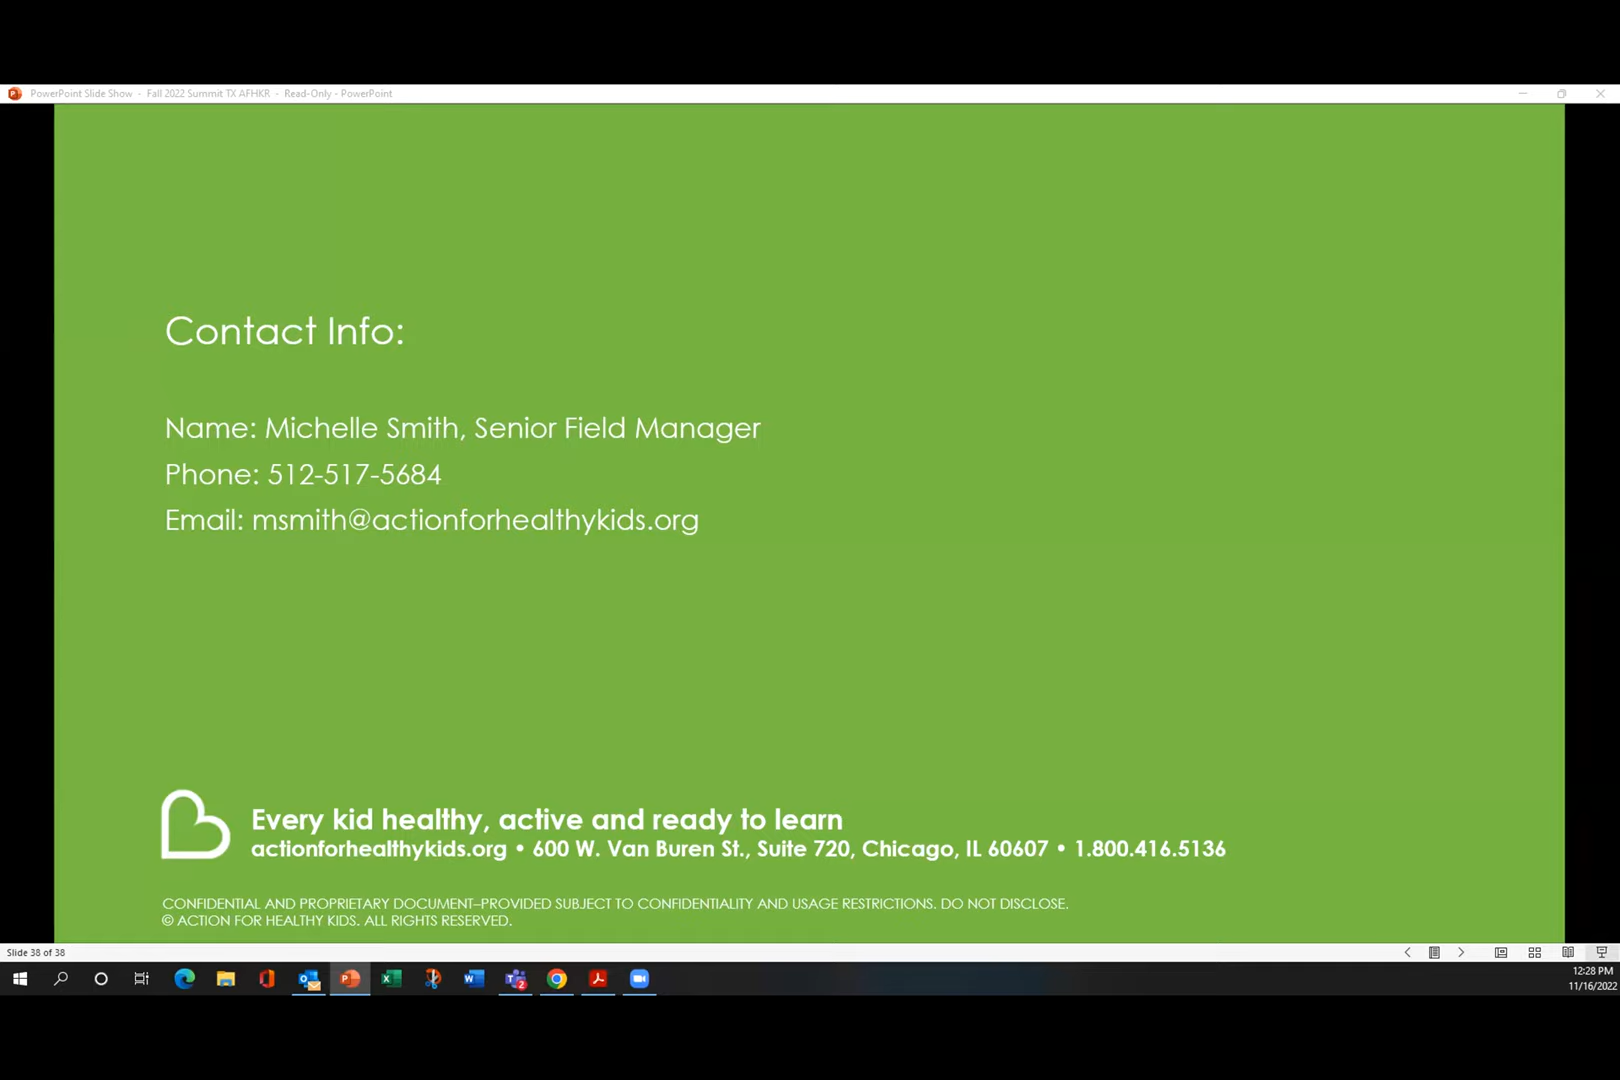 PowerPoint Slide Show - Fall 2022 Summit TX AFHKR - Read-Only - PowerPoint
Contact Info:
Name: Michelle Smith, Senior Field Manager
Phone: 512-517-5684
Email: msmith@actionforhealthykids.org
Every kid healthy, active and ready to learn
actionforhealthykids.org • 600 W. Van Buren St., Suite 720, Chicago, IL 60607 • 1.800.416.5136
CONFIDENTIAL AND PROPRIETARY DOCUMENT–PROVIDED SUBJECT TO CONFIDENTIALITY AND USAGE RESTRICTIONS. DO NOT DISCLOSE.
© ACTION FOR HEALTHY KIDS. ALL RIGHTS RESERVED.
Slide 38 of 38
12:28 PM
11/16/2022